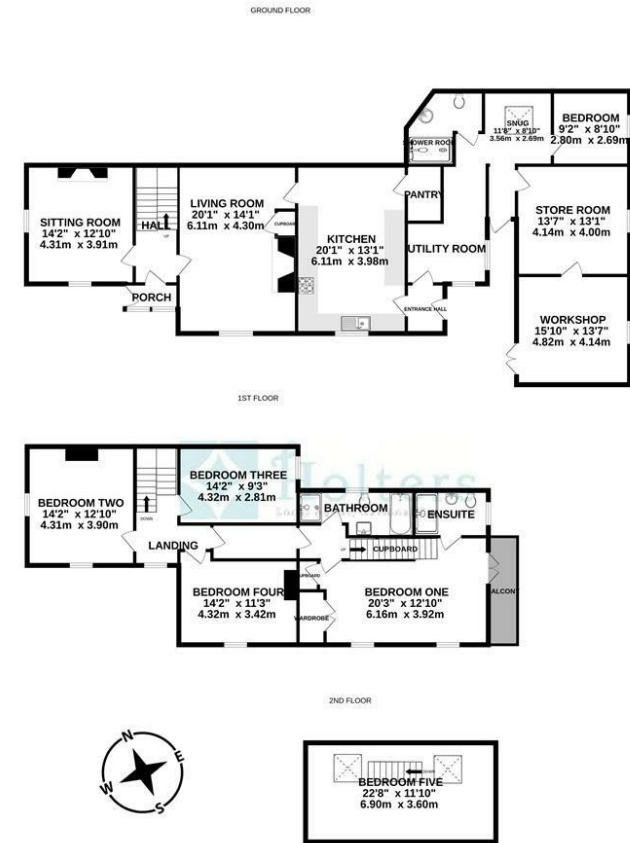 GROUND FLOOR
SNUG
11'8" x 8'10"
3.56m x 2.69m
BEDROOM
9'2" x 8'10"
2.80m x 2.69m
SHOWER ROOM
SITTING ROOM
14'2" x 12'10"
4.31m x 3.91m
HALL
UP
LIVING ROOM
20'1" x 14'1"
6.11m x 4.30m
CUPBOARD
PANTRY
KITCHEN
20'1" x 13'1"
6.11m x 3.98m
UTILITY ROOM
STORE ROOM
13'7" x 13'1"
4.14m x 4.00m
PORCH
ENTRANCE HALL
WORKSHOP
15'10" x 13'7"
4.82m x 4.14m
1ST FLOOR
Holters
BEDROOM TWO
14'2" x 12'10"
4.31m x 3.90m
DOWN
BEDROOM THREE
14'2" x 9'3"
4.32m x 2.81m
BATHROOM
ENSUITE
LANDING
UP
CUPBOARD
BEDROOM FOUR
14'2" x 11'3"
4.32m x 3.42m
CUPBOARD
WARDROBE
BEDROOM ONE
20'3" x 12'10"
6.16m x 3.92m
BALCONY
2ND FLOOR
N
E
W
S
DOWN
BEDROOM FIVE
22'8" x 11'10"
6.90m x 3.60m